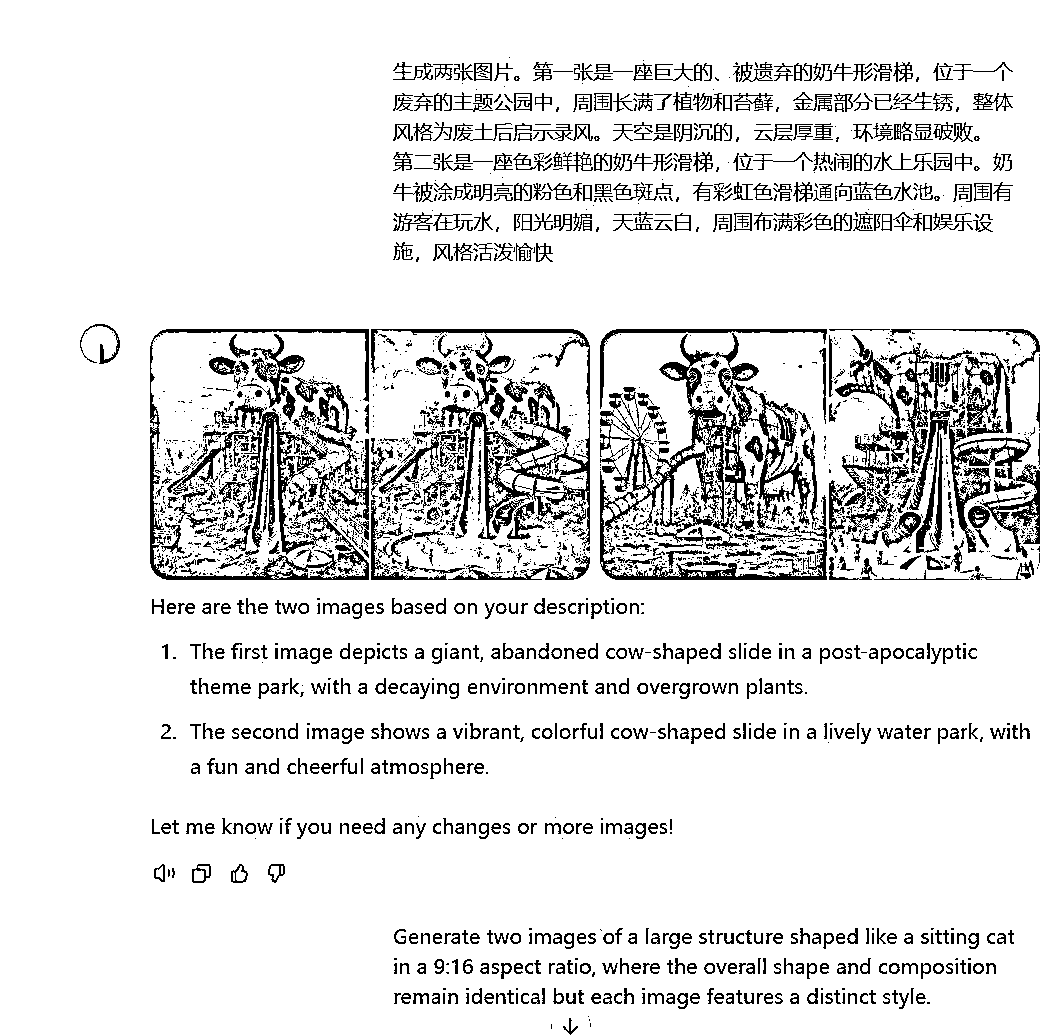 生成两张图片。第一张是一座巨大的、被遗弃的奶牛形滑梯，位于一个
废弃的主题公园中，周围长满了植物和苔藓，金属部分已经生锈，整体
风格为废土后启示录风。天空是阴沉的，云层厚重，环境略显破败。
第二张是一座色彩鲜艳的奶牛形滑梯，位于一个热闹的水上乐园中。奶
牛被涂成明亮的粉色和黑色斑点，有彩虹色滑梯通向蓝色水池。周围有
游客在玩水，阳光明媚，天蓝云白，周围布满彩色的遮阳伞和娱乐设
施，风格活泼愉快
Here are the two images based on your description:
1. The first image depicts a giant, abandoned cow-shaped slide in a post-apocalyptic
theme park, with a decaying environment and overgrown plants.
2. The second image shows a vibrant, colorful cow-shaped slide in a lively water park, with
a fun and cheerful atmosphere.
Let me know if you need any changes or more images!
Generate two images of a large structure shaped like a sitting cat
in a 9:16 aspect ratio, where the overall shape and composition
remain identical but each image features a distinct style.